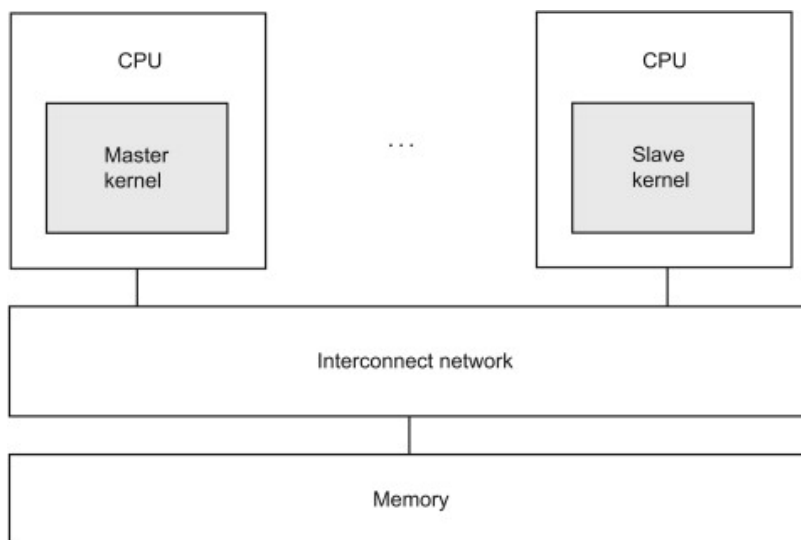 CPU
CPU
Master
kernel
...
Slave
kernel
Interconnect network
Memory